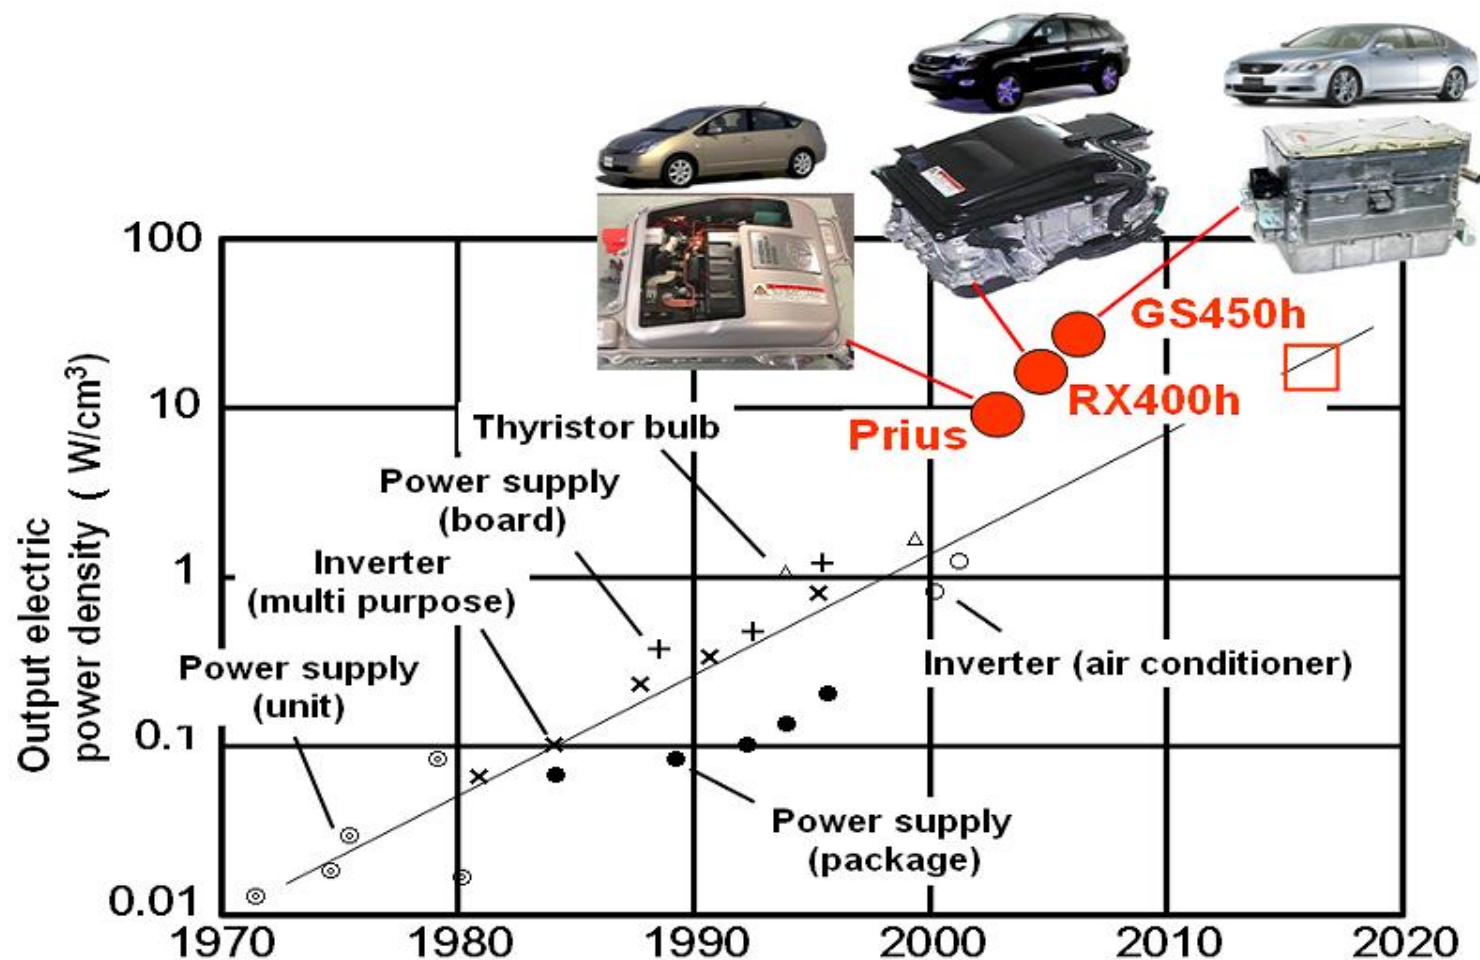 100
10
1
0.1
0.01
Output electric
power density ( W/cm³)
1970
1980
1990
2000
2010
2020
GS450h
RX400h
Prius
Thyristor bulb
Power supply
(board)
Inverter
(multi purpose)
Power supply
(unit)
Inverter (air conditioner)
Power supply
(package)